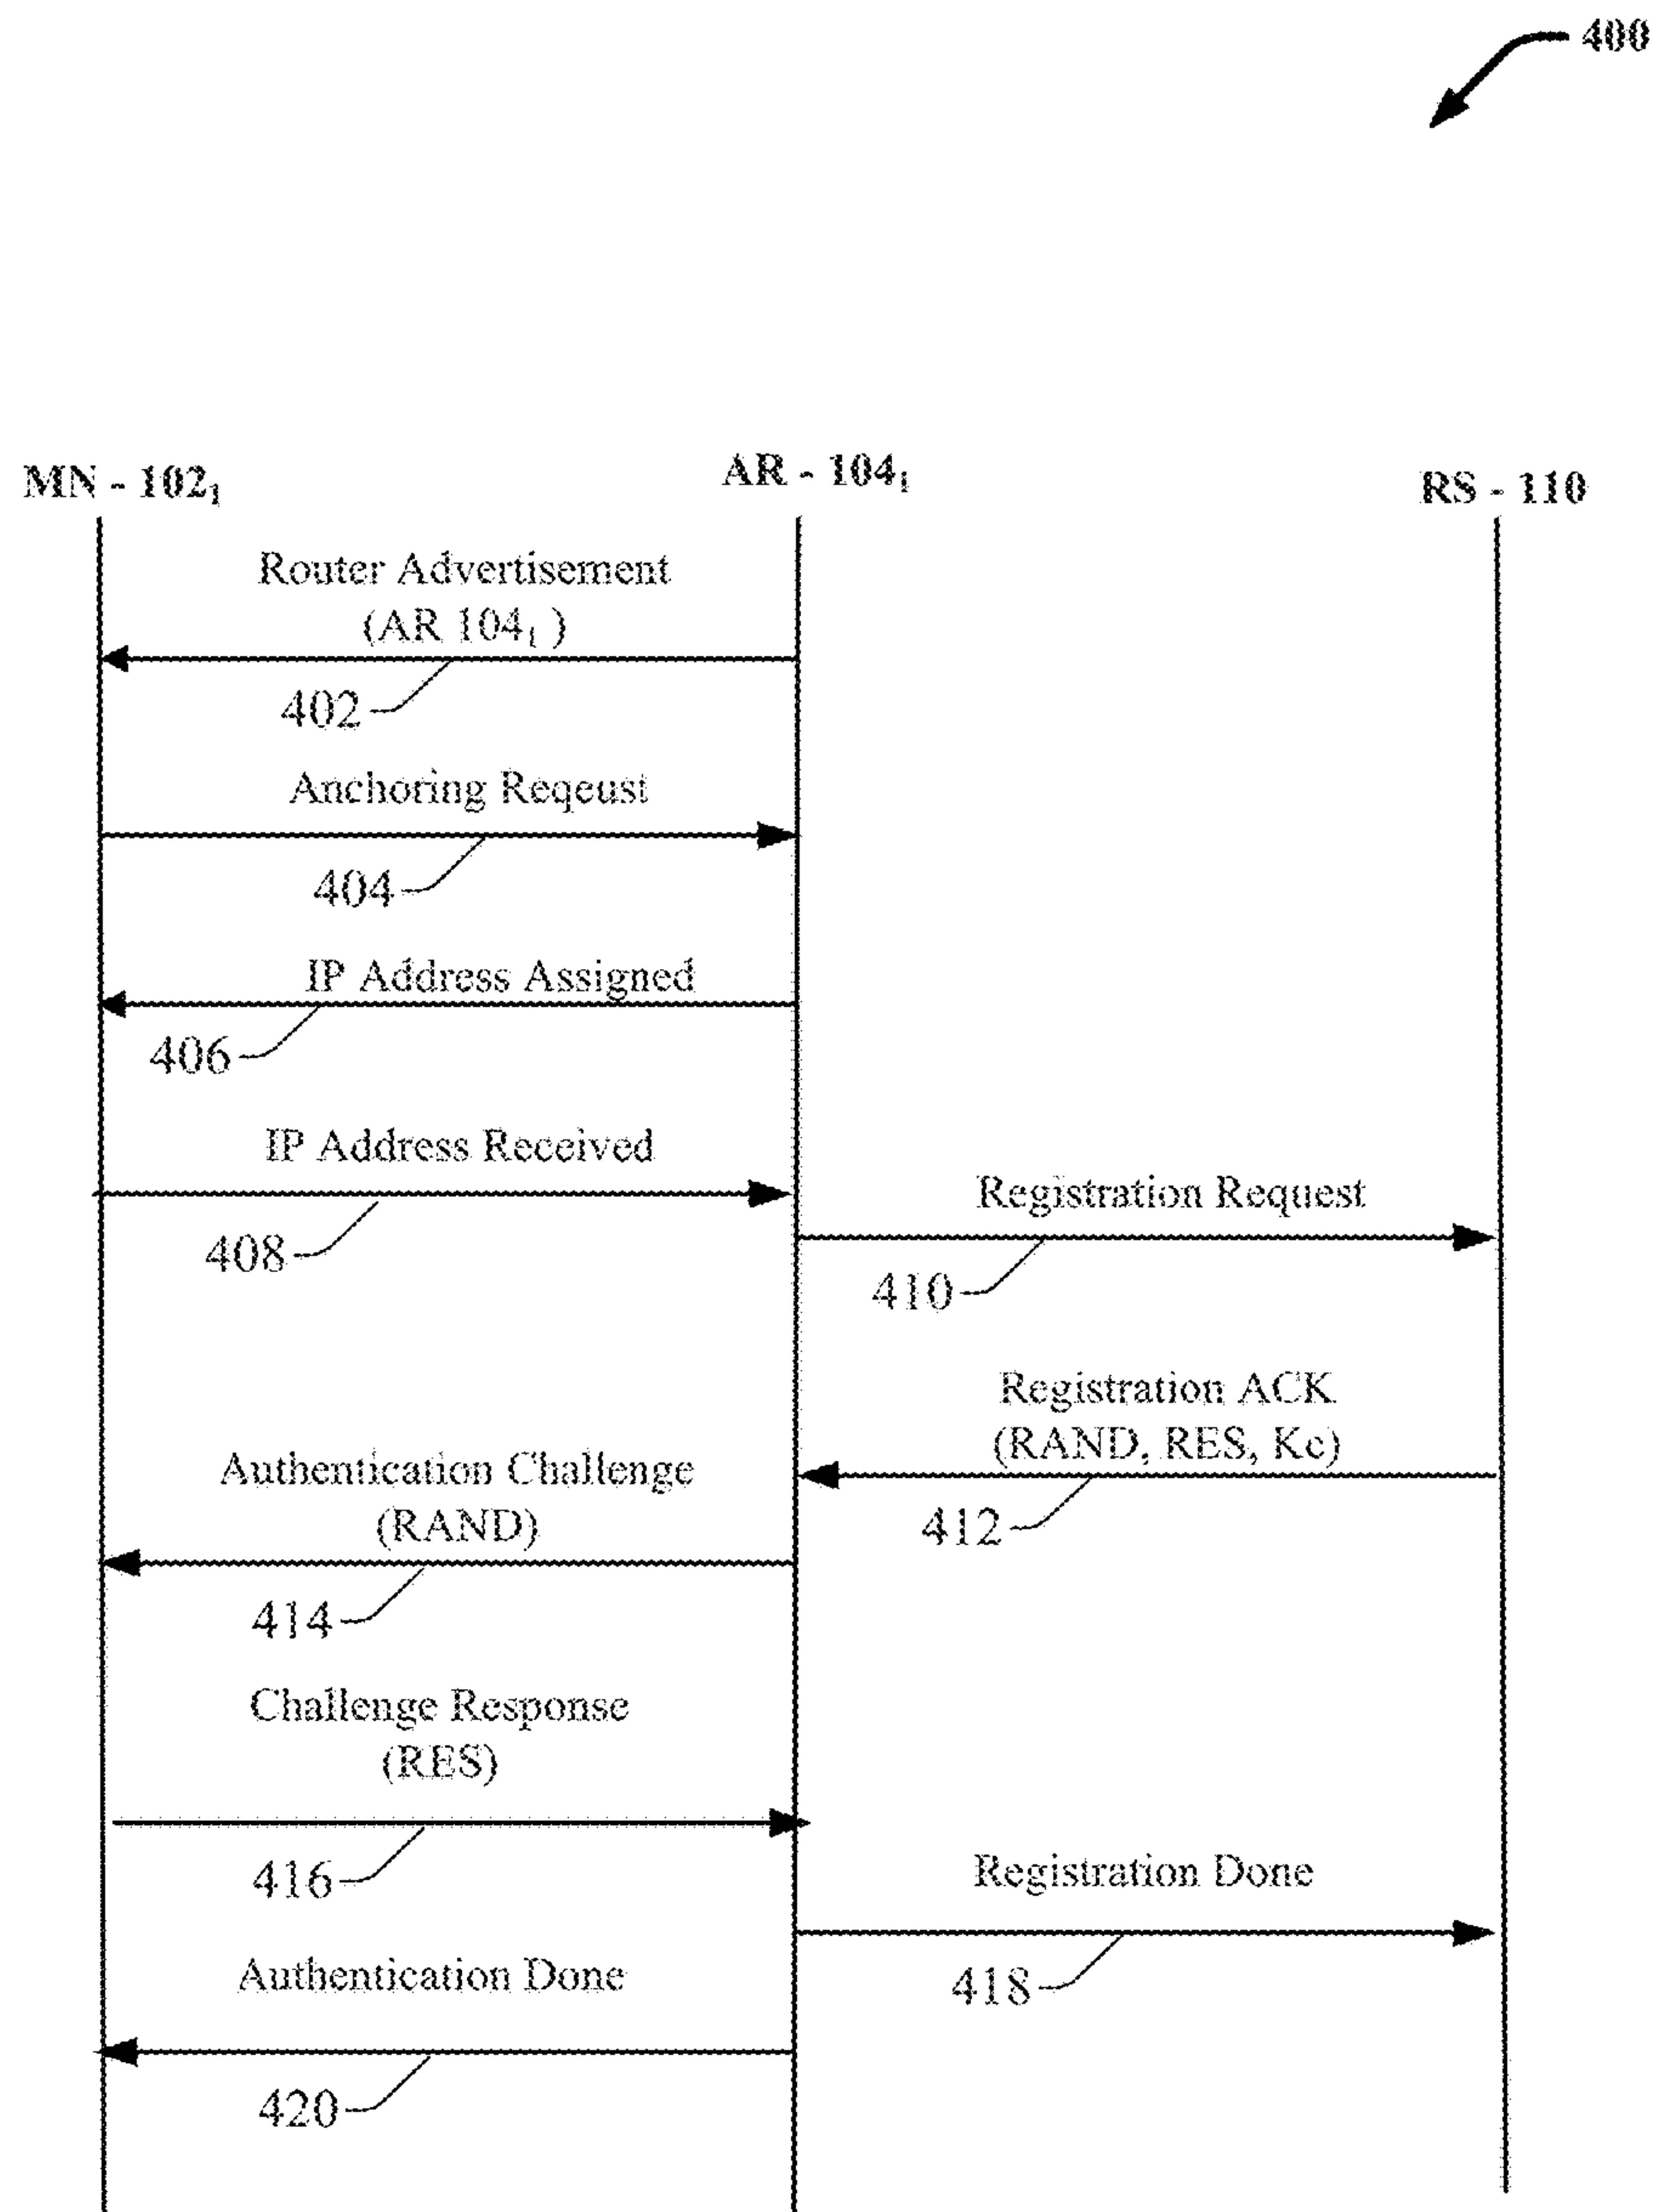 400
MN - 102₁
AR - 104₁
RS - 110
Router Advertisement
(AR 104₁ )
402
Anchoring Reqeust
404
IP Address Assigned
406
IP Address Received
408
Registration Request
410
Registration ACK
(RAND, RES, Kc)
412
Authentication Challenge
(RAND)
414
Challenge Response
(RES)
416
Registration Done
418
Authentication Done
420